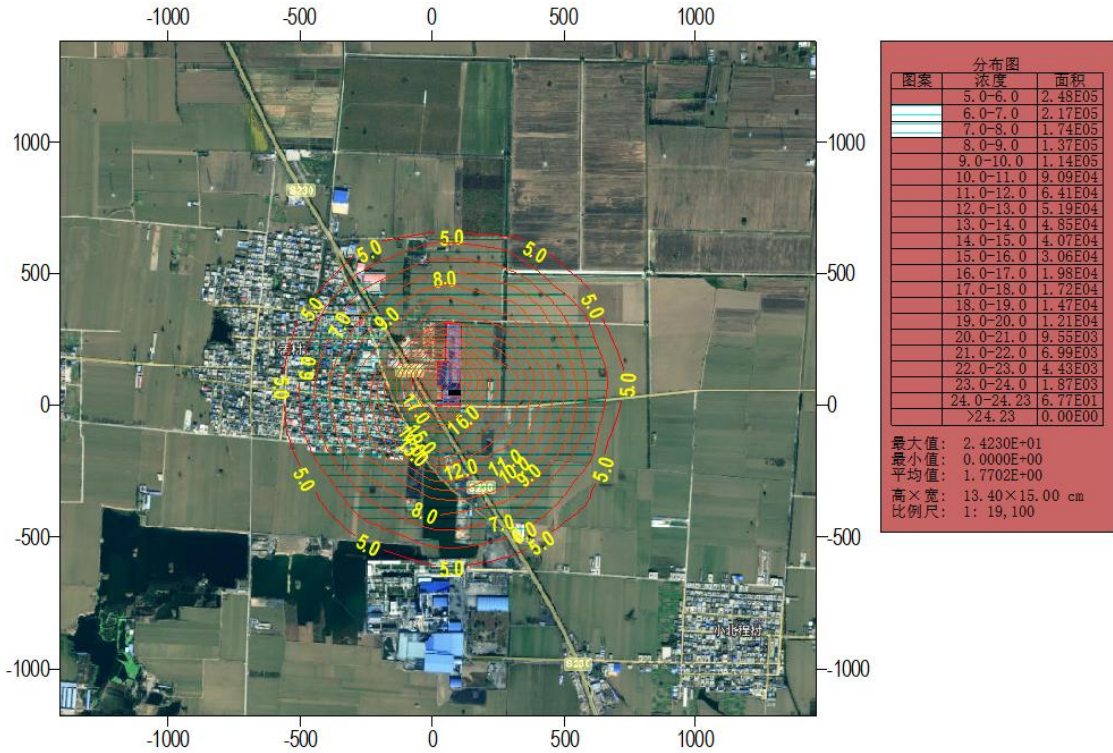 -1000 -500 0 500 1000
分布图
图案 浓度 面积
5.0-6.0 2.48E05
6.0-7.0 2.17E05
7.0-8.0 1.74E05
8.0-9.0 1.37E05
9.0-10.0 1.14E05
10.0-11.0 9.09E04
11.0-12.0 6.41E04
12.0-13.0 5.19E04
13.0-14.0 4.85E04
14.0-15.0 4.07E04
15.0-16.0 3.06E04
16.0-17.0 1.98E04
17.0-18.0 1.72E04
18.0-19.0 1.47E04
19.0-20.0 1.21E04
20.0-21.0 9.55E03
21.0-22.0 6.99E03
22.0-23.0 4.43E03
23.0-24.0 1.87E03
24.0-24.23 6.77E01
>24.23 0.00E00
最大值: 2.4230E+01
最小值: 0.0000E+00
平均值: 1.7702E+00
高×宽: 13.40×15.00 cm
比例尺: 1: 19,100
1000 1000
S230
5.0 5.0 5.0
500 500
8.0
5.0 5.0
7.0 9.0
6.0
5.0 5.0
0 0
17.0 16.0
13.0
12.0 11.0
10.0
9.0
5.0 5.0
S230
8.0 7.0
6.0
5.0 5.0 5.0
-500 -500
小北程村
S230
-1000 -1000
-1000 -500 0 500 1000